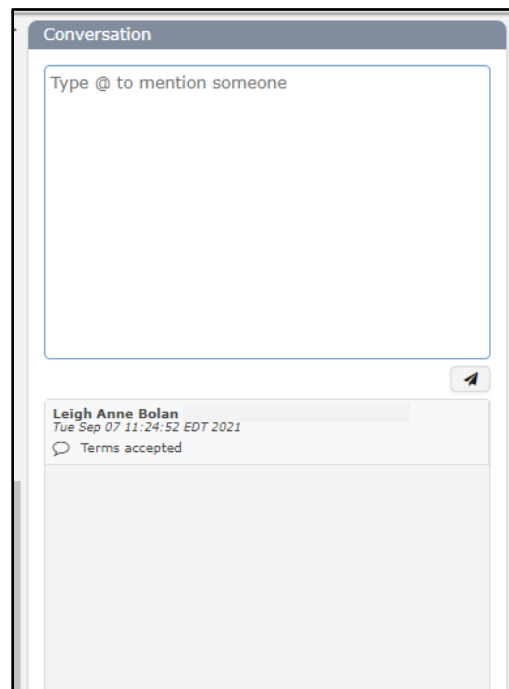 Conversation
Type @ to mention someone
Leigh Anne Bolan
Tue Sep 07 11:24:52 EDT 2021
Terms accepted